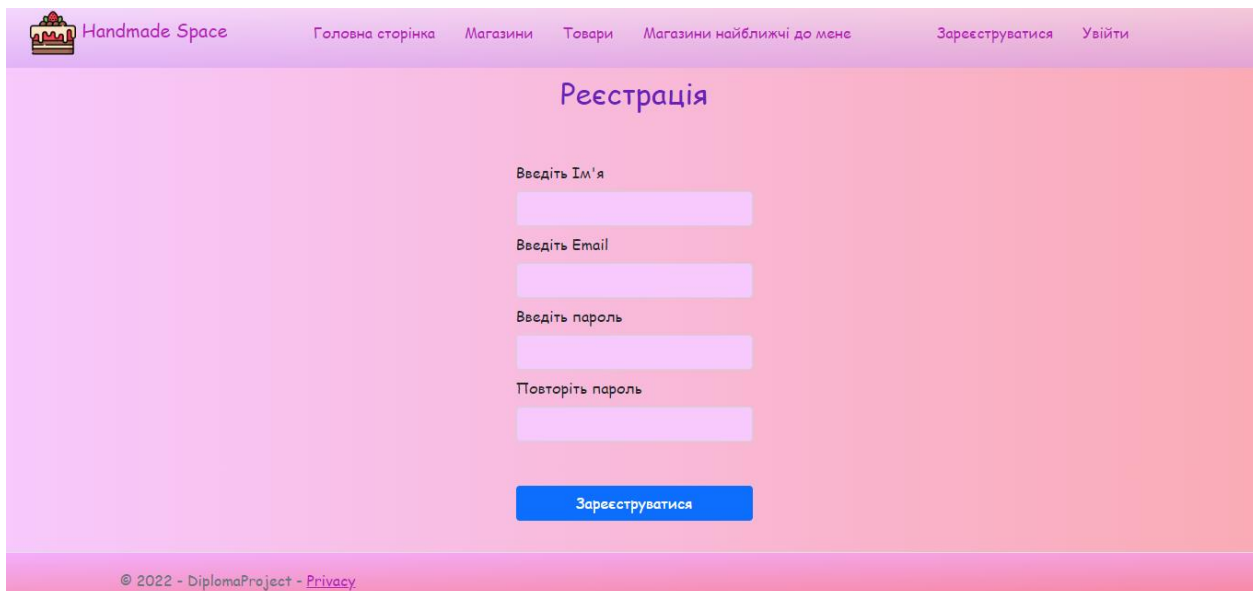 Handmade Space Головна сторінка Магазини Товари Магазини найближчі до мене Зареєструватися Увійти
Реєстрація
Введіть Ім'я
Введіть Email
Введіть пароль
Повторіть пароль
Зареєструватися
© 2022 - DiplomaProject - Privacy